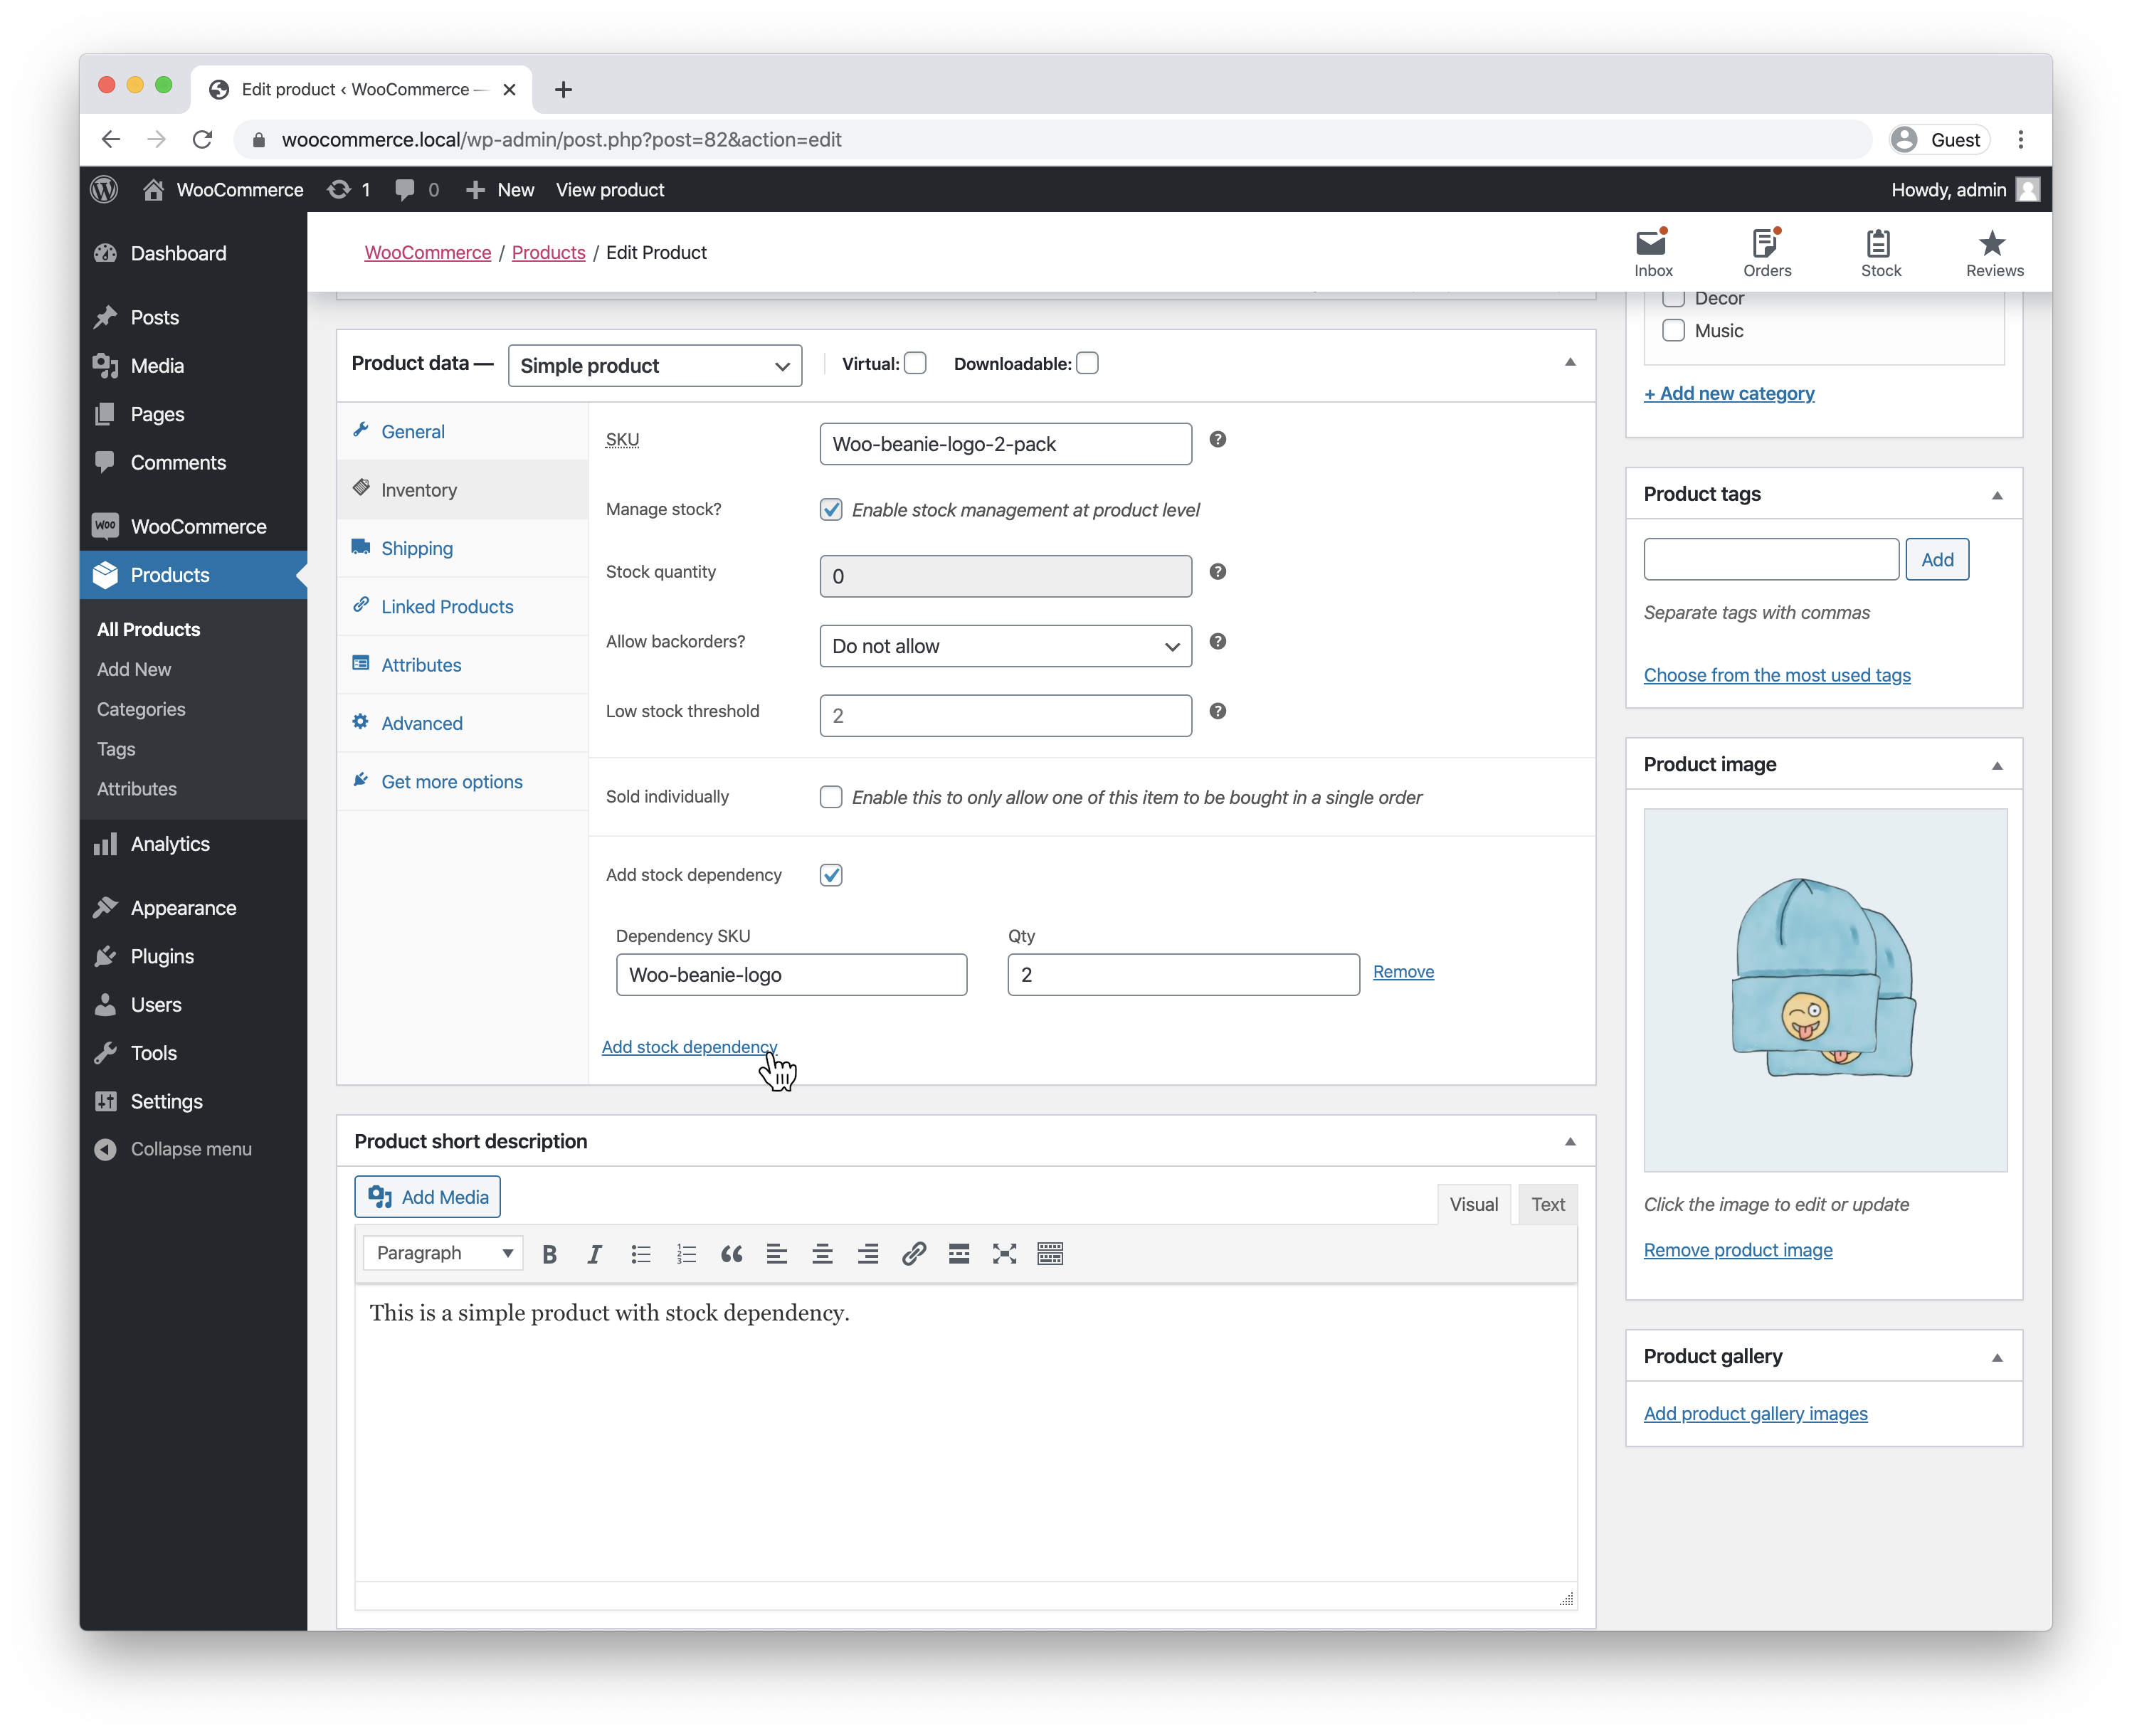 Edit product ‹ WooCommerce —
woocommerce.local/wp-admin/post.php?post=82&action=edit
Guest
WooCommerce 1 0 New View product
Howdy, admin
Dashboard
Posts
Media
Pages
Comments
WooCommerce
Products
All Products
Add New
Categories
Tags
Attributes
Analytics
Appearance
Plugins
Users
Tools
Settings
Collapse menu
WooCommerce / Products / Edit Product
Inbox
Orders
Stock
Reviews
Product data — Simple product Virtual: Downloadable:
General
Inventory
Shipping
Linked Products
Attributes
Advanced
Get more options
SKU Woo-beanie-logo-2-pack
Manage stock? Enable stock management at product level
Stock quantity 0
Allow backorders? Do not allow
Low stock threshold 2
Sold individually Enable this to only allow one of this item to be bought in a single order
Add stock dependency
Dependency SKU Qty
Woo-beanie-logo 2 Remove
Add stock dependency
Product short description
Add Media
Visual Text
Paragraph
This is a simple product with stock dependency.
Decor
Music
+ Add new category
Product tags
Add
Separate tags with commas
Choose from the most used tags
Product image
Click the image to edit or update
Remove product image
Product gallery
Add product gallery images